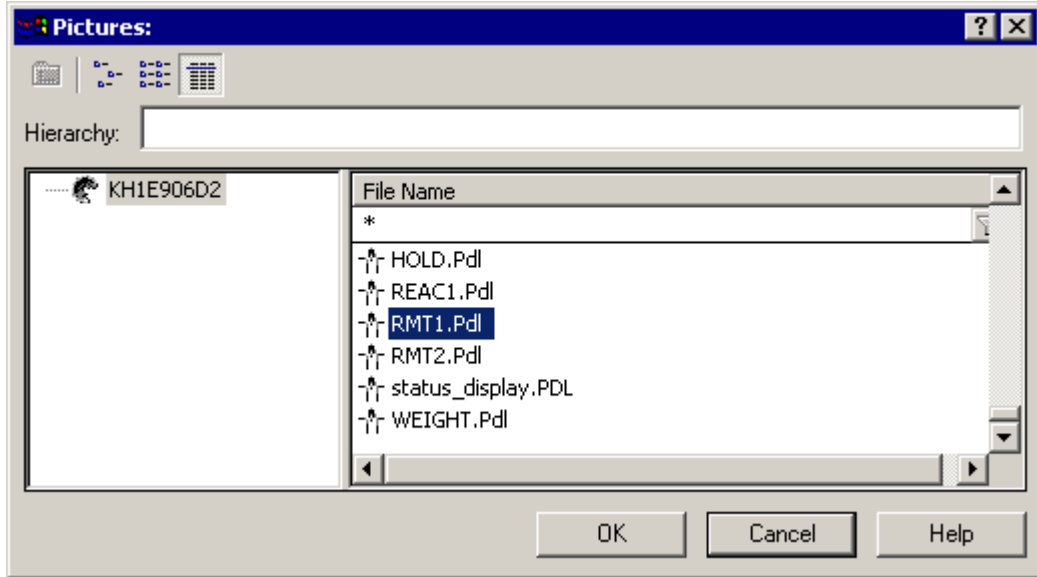 Pictures:
Hierarchy:
KH1E906D2
File Name
*
HOLD.Pdl
REAC1.Pdl
RMT1.Pdl
RMT2.Pdl
status_display.PDL
WEIGHT.Pdl
OK Cancel Help